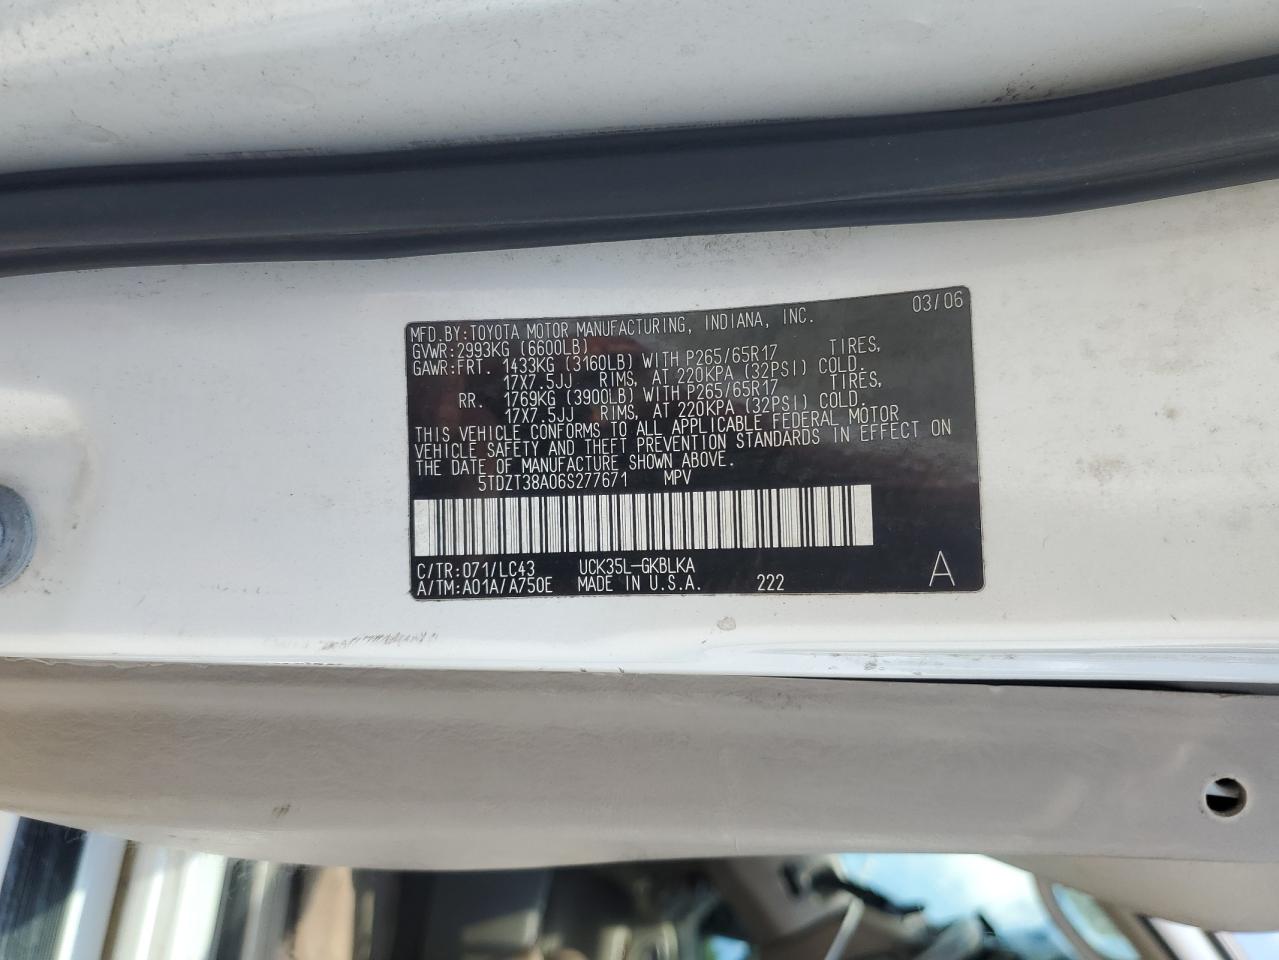 03/06
MFD.BY:TOYOTA MOTOR MANUFACTURING, INDIANA, INC.
GVWR:2993KG (6600LB)
GAWR:FRT. 1433KG (3160LB) WITH P265/65R17 TIRES,
17X7.5JJ RIMS, AT 220KPA (32PSI) COLD.
RR. 1769KG (3900LB) WITH P265/65R17 TIRES,
17X7.5JJ RIMS, AT 220KPA (32PSI) COLD.
THIS VEHICLE CONFORMS TO ALL APPLICABLE FEDERAL MOTOR
VEHICLE SAFETY AND THEFT PREVENTION STANDARDS IN EFFECT ON
THE DATE OF MANUFACTURE SHOWN ABOVE.
5TDZT38A06S277671 MPV
C/TR:071/LC43 UCK35L-GKBLKA
A/TM:A01A/A750E MADE IN U.S.A. 222 A